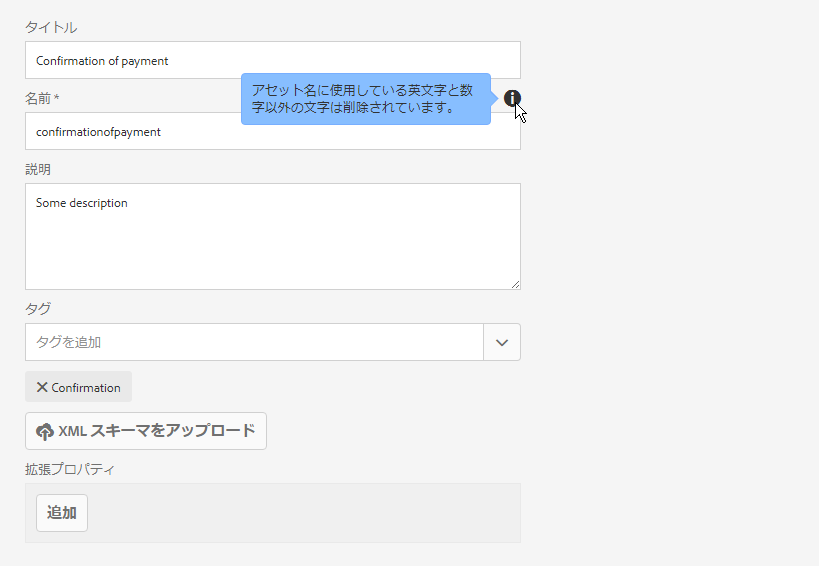 タイトル
Confirmation of payment
名前 *
アセット名に使用している英文字と数
字以外の文字は削除されています。
confirmationofpayment
説明
Some description
タグ
タグを追加
Confirmation
XML スキーマをアップロード
拡張プロパティ
追加